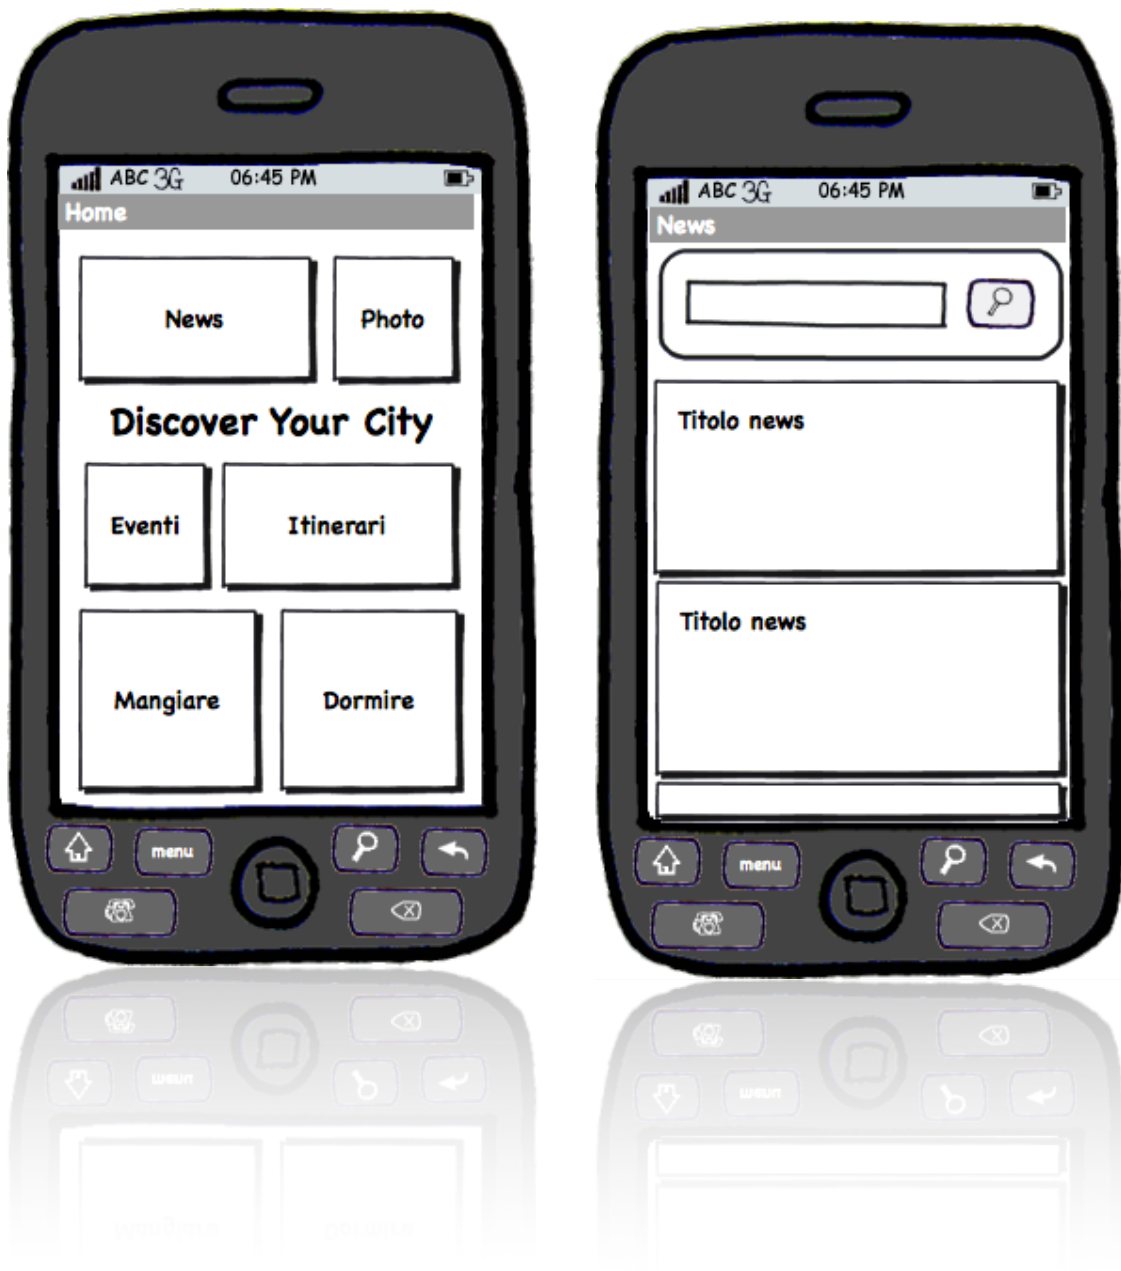 ABC 3G 06:45 PM
Home
News Photo
Discover Your City
Eventi Itinerari
Mangiare Dormire
menu
ABC 3G 06:45 PM
News
Titolo news
Titolo news
menu